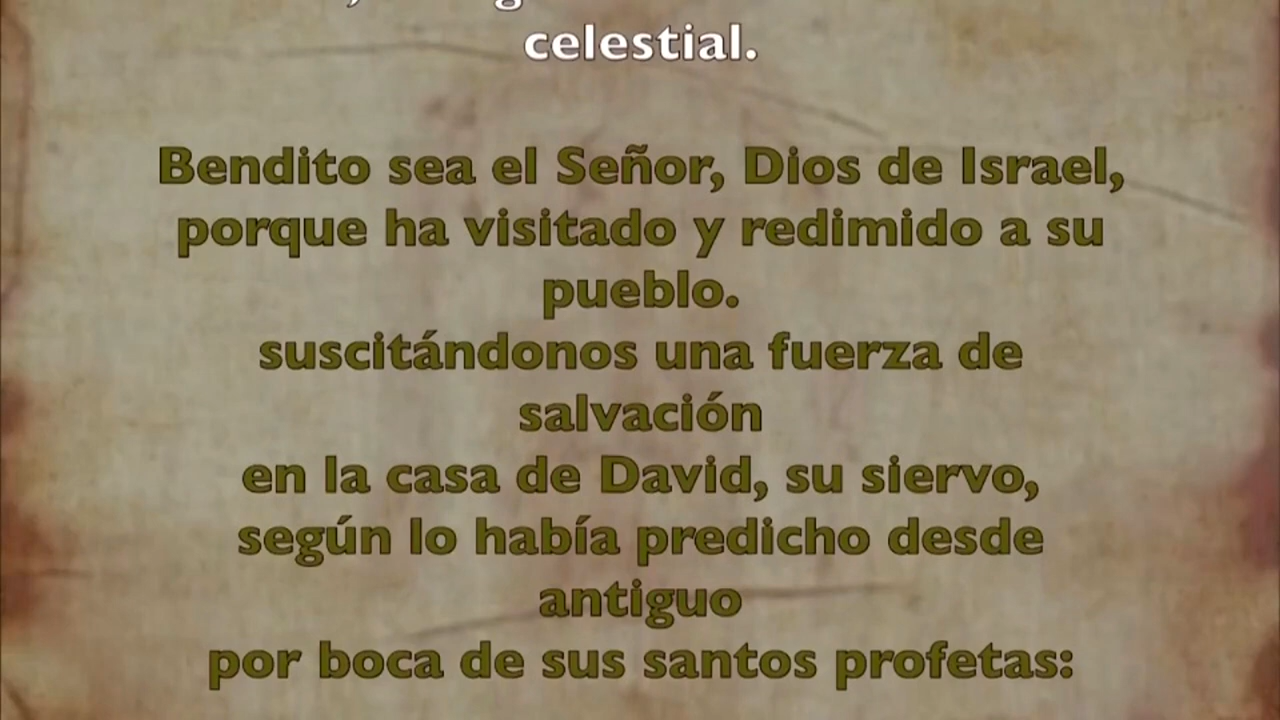 celestial.
Bendito sea el Señor, Dios de Israel,
porque ha visitado y redimido a su
pueblo.
suscitándonos una fuerza de
salvación
en la casa de David, su siervo,
según lo había predicho desde
antiguo
por boca de sus santos profetas: